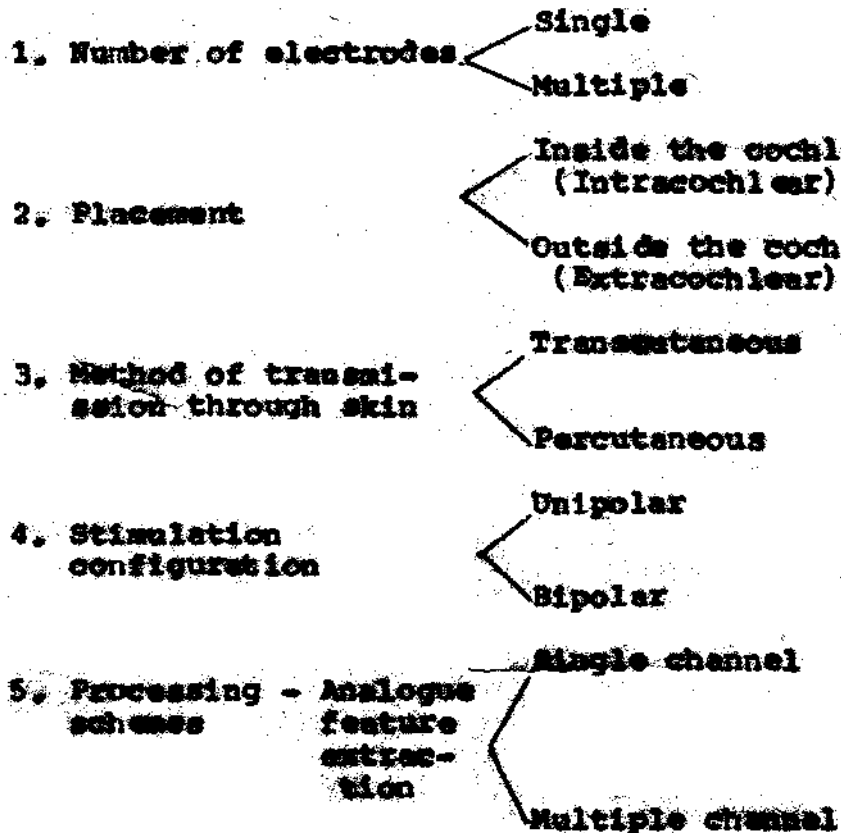 Single
1. Number of electrodes
Multiple
Inside the cochl
(Intracochlear)
2. Placement
Outside the coch
(Extracochlear)
Transcutaneous
3. Method of transmi-
ssion through skin
Percutaneous
Unipolar
4. Stimulation
configuration
Bipolar
Single channel
5. Processing - Analogue
schemes feature
extrac-
tion
Multiple channel